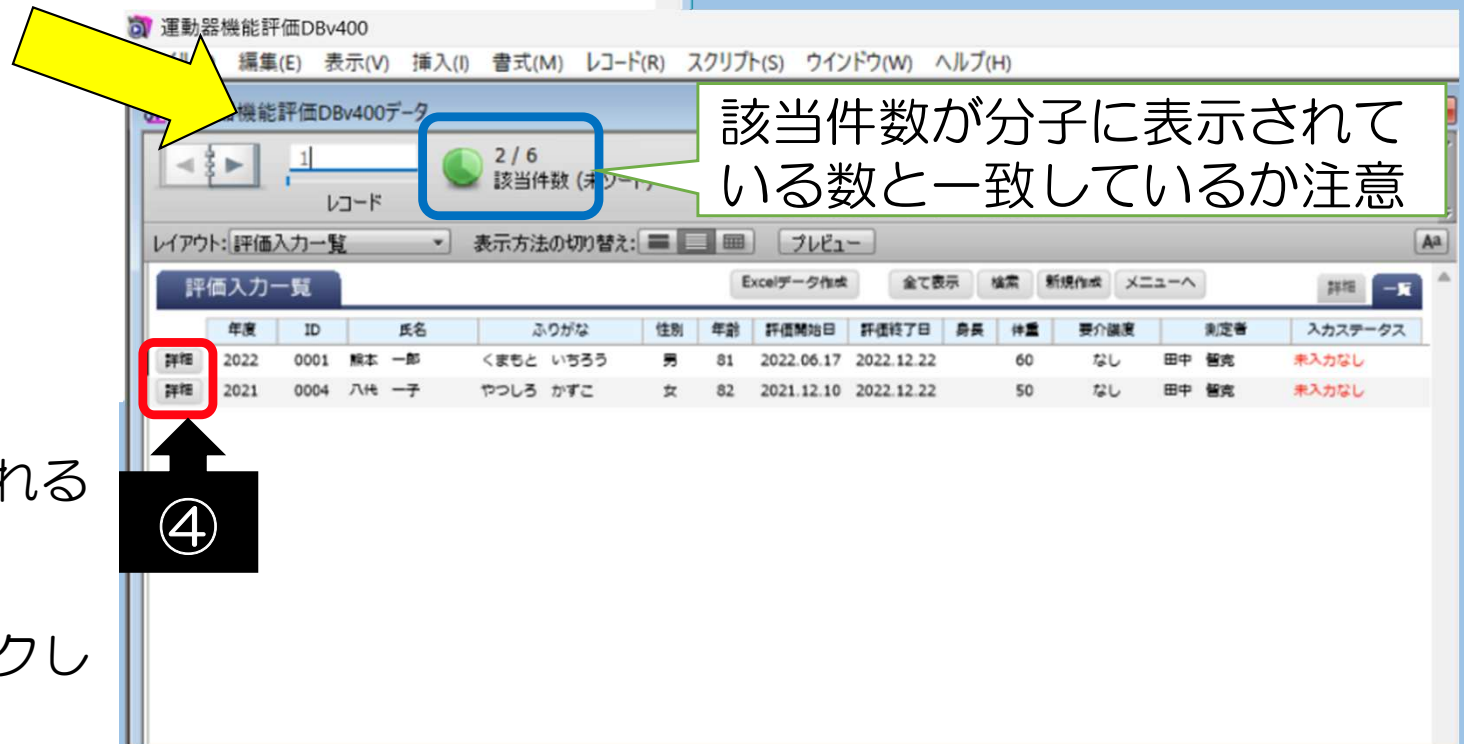 運動器機能評価DBv400
編集(E) 表示(V) 挿入(I) 書式(M) レコード(R) スクリプト(S) ウインドウ(W) ヘルプ(H)
機能評価DBv400データ
1
2 / 6
該当件数 (未ソート)
レコード
該当件数が分子に表示されて
いる数と一致しているか注意
レイアウト: 評価入力一覧 表示方法の切り替え: プレビュー Aa
評価入力一覧 Excelデータ作成 全て表示 検索 新規作成 メニューへ 詳細 一覧
年度 ID 氏名 ふりがな 性別 年齢 評価開始日 評価終了日 身長 体重 要介護度 測定者 入力ステータス
詳細 2022 0001 熊本 一郎 くまもと いちろう 男 81 2022.06.17 2022.12.22 60 なし 田中 智克 未入力なし
詳細 2021 0004 八代 一子 やつしろ かずこ 女 82 2021.12.10 2022.12.22 50 なし 田中 智克 未入力なし
れる
④
クし